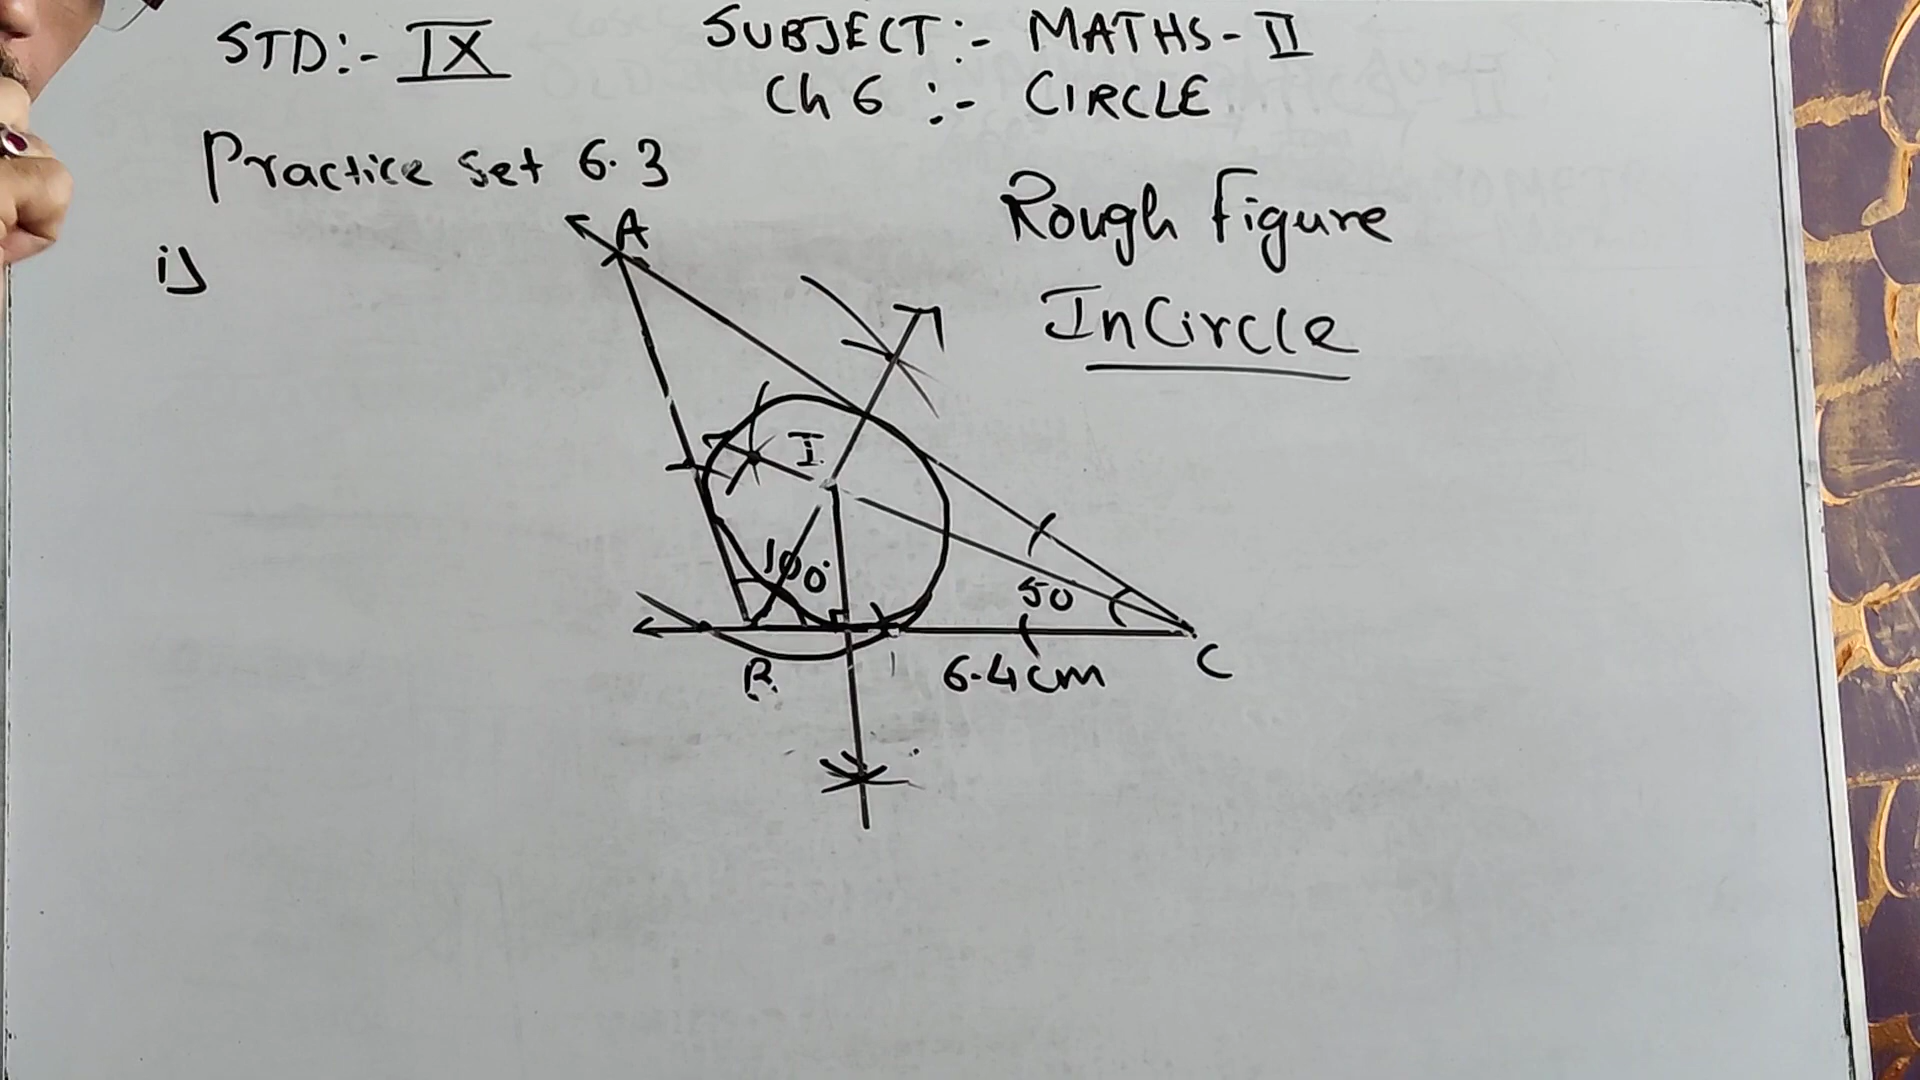 STD:- IX
SUBJECT:- MATHS-II
Ch 6 :- CIRCLE
Practice Set 6.3
i)
Rough Figure
InCircle
A
I
100°
50
B
6.4cm
C